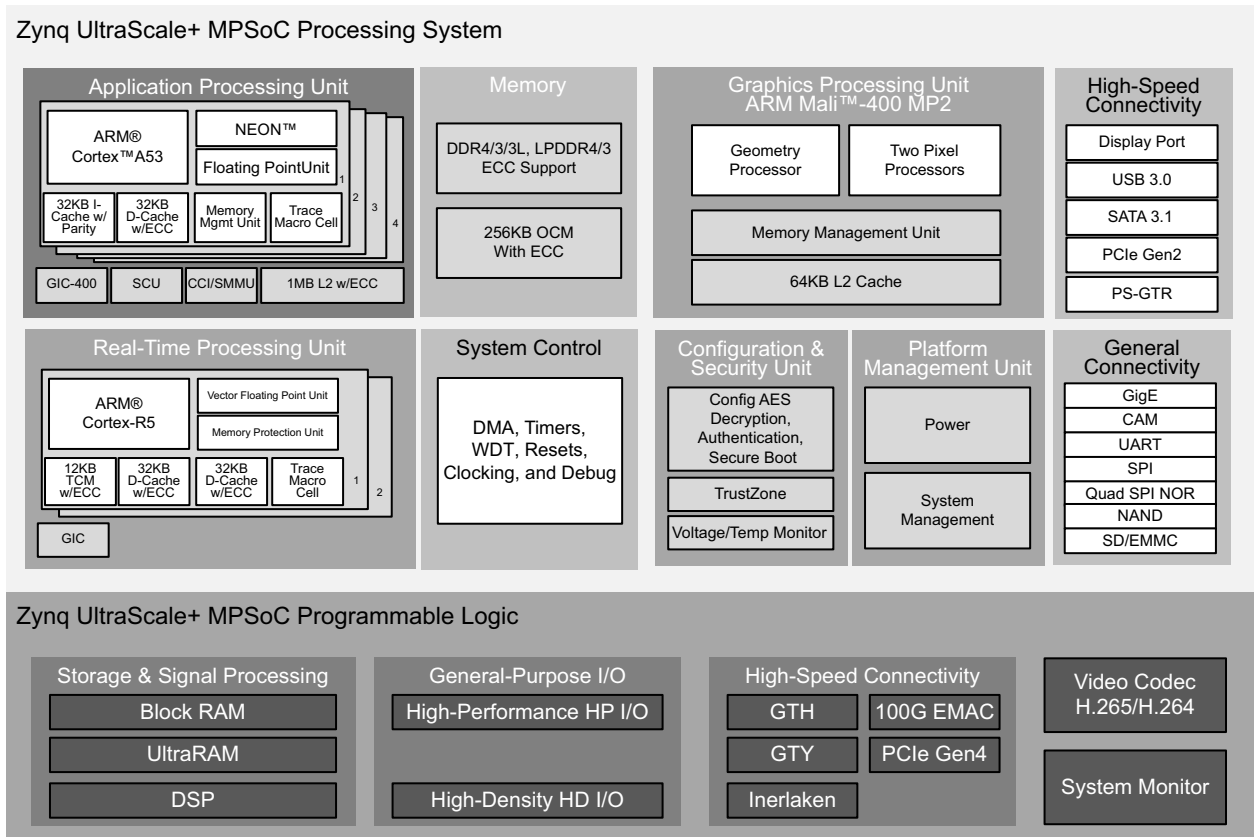 Zynq UltraScale+ MPSoC Processing System
Application Processing Unit
ARM®
Cortex™A53
NEON™
Floating PointUnit
1
2
3
4
32KB I-
Cache w/
Parity
32KB
D-Cache
w/ECC
Memory
Mgmt Unit
Trace
Macro Cell
GIC-400
SCU
CCI/SMMU
1MB L2 w/ECC
Memory
DDR4/3/3L, LPDDR4/3
ECC Support
256KB OCM
With ECC
Graphics Processing Unit
ARM Mali™-400 MP2
Geometry
Processor
Two Pixel
Processors
Memory Management Unit
64KB L2 Cache
High-Speed
Connectivity
Display Port
USB 3.0
SATA 3.1
PCIe Gen2
PS-GTR
Real-Time Processing Unit
ARM®
Cortex-R5
Vector Floating Point Unit
Memory Protection Unit
12KB
TCM
w/ECC
32KB
D-Cache
w/ECC
32KB
D-Cache
w/ECC
Trace
Macro
Cell
1
2
GIC
System Control
DMA, Timers,
WDT, Resets,
Clocking, and Debug
Configuration &
Security Unit
Config AES
Decryption,
Authentication,
Secure Boot
TrustZone
Voltage/Temp Monitor
Platform
Management Unit
Power
System
Management
General
Connectivity
GigE
CAM
UART
SPI
Quad SPI NOR
NAND
SD/EMMC
Zynq UltraScale+ MPSoC Programmable Logic
Storage & Signal Processing
Block RAM
UltraRAM
DSP
General-Purpose I/O
High-Performance HP I/O
High-Density HD I/O
High-Speed Connectivity
GTH
100G EMAC
GTY
PCIe Gen4
Inerlaken
Video Codec
H.265/H.264
System Monitor